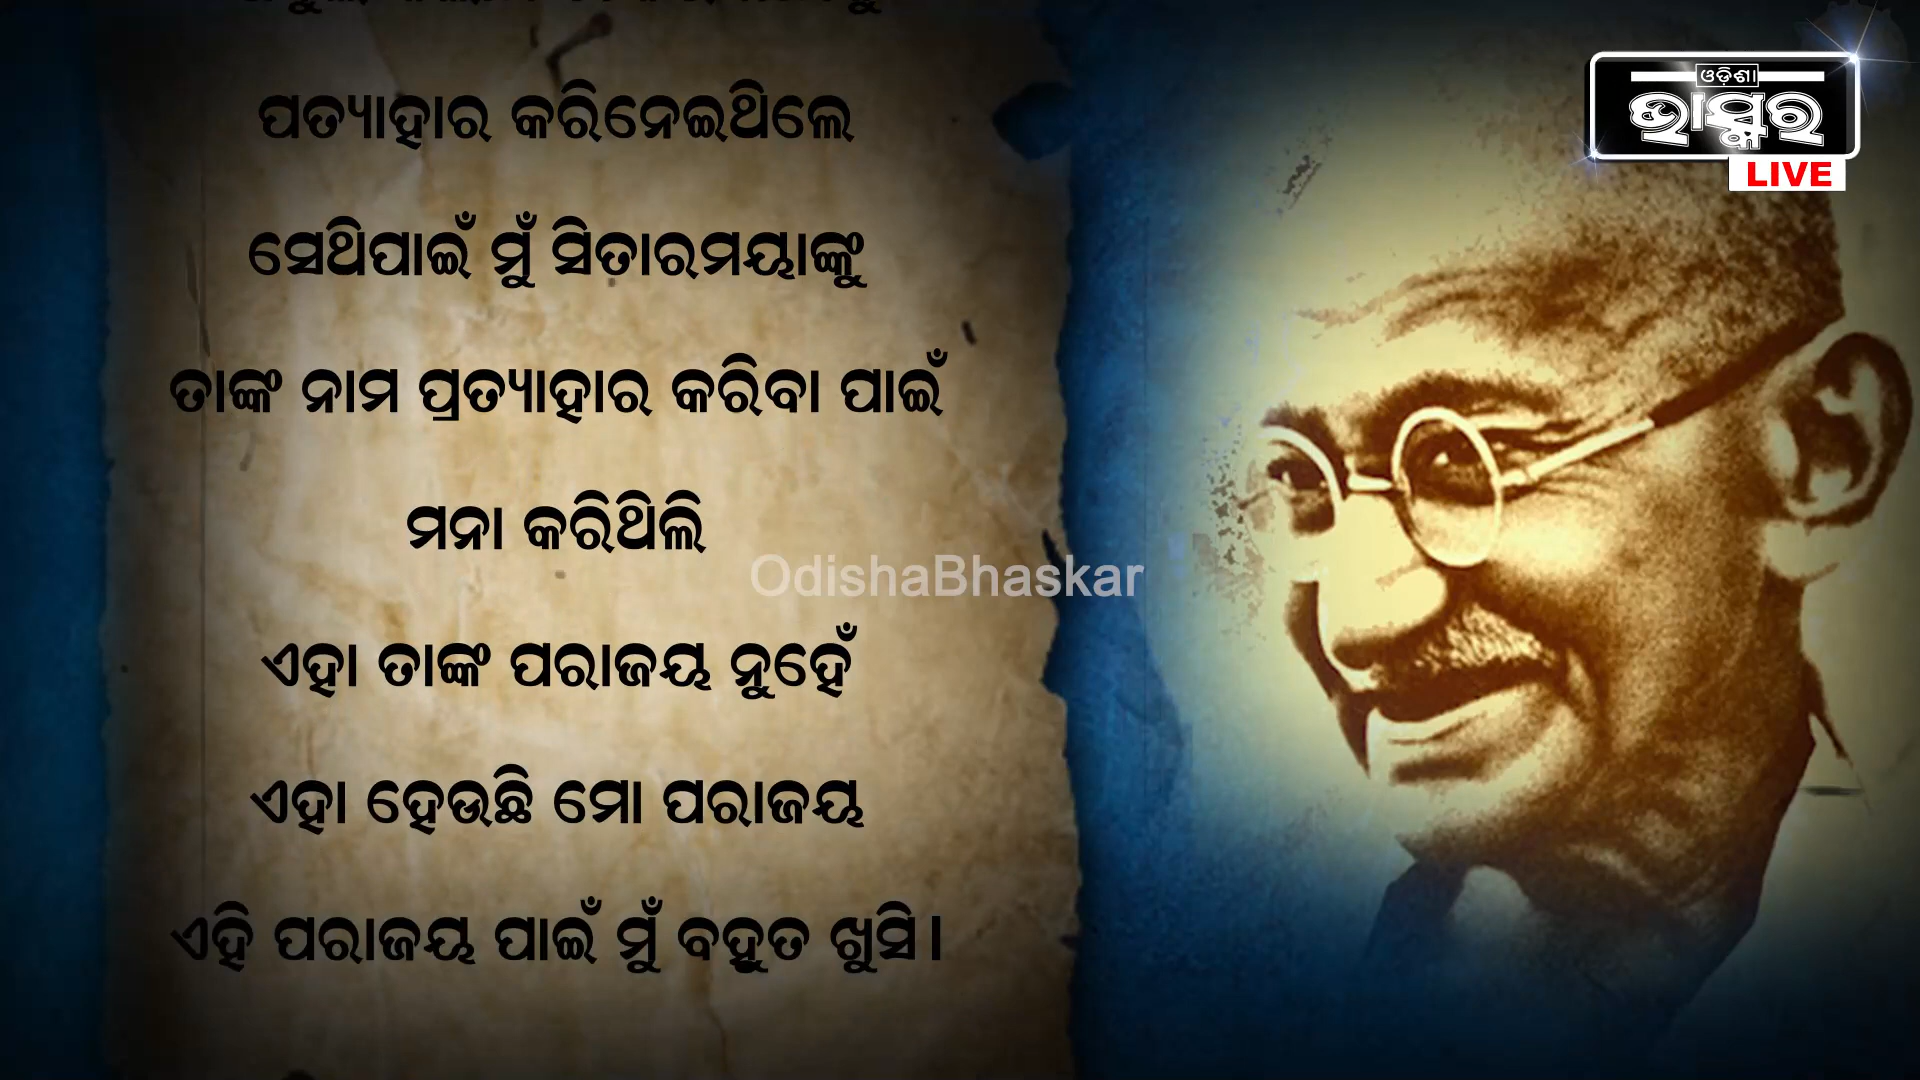 ପତ୍ୟାହାର କରିନେଇଥିଲେ
ସେଥିପାଇଁ ମୁଁ ସିତାରମୟାଙ୍କୁ
ତାଙ୍କ ନାମ ପ୍ରତ୍ୟାହାର କରିବା ପାଇଁ
ମନା କରିଥିଲି
ଏହା ତାଙ୍କ ପରାଜୟ ନୁହେଁ
ଏହା ହେଉଛି ମୋ ପରାଜୟ
ଏହି ପରାଜୟ ପାଇଁ ମୁଁ ବହୁତ ଖୁସି।
ଓଡ଼ିଶା
ଭାସ୍କର
LIVE
OdishaBhaskar